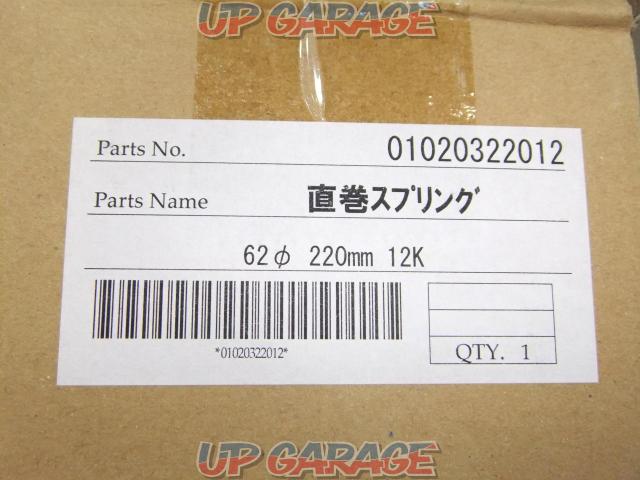 UP GARAGE
Parts No. 01020322012
Parts Name 直巻スプリング
62φ 220mm 12K
*01020322012*
QTY. 1
UP GARAGE